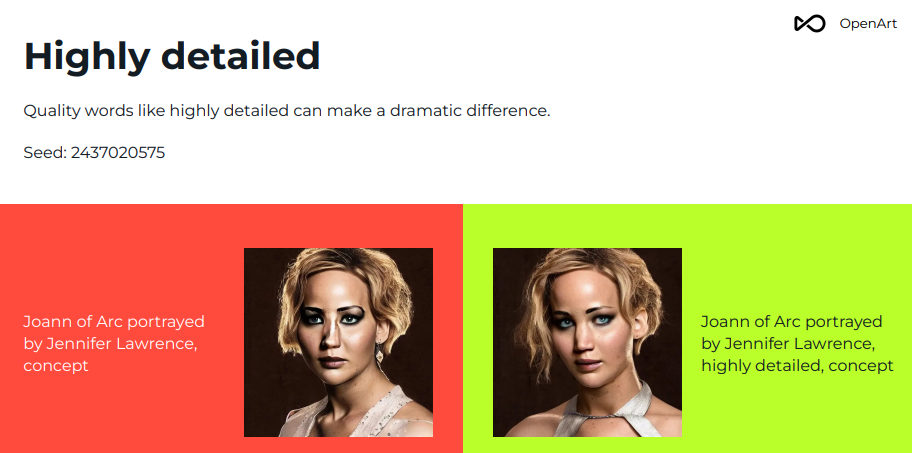 OpenArt
Highly detailed
Quality words like highly detailed can make a dramatic difference.
Seed: 2437020575
Joann of Arc portrayed
by Jennifer Lawrence,
concept
Joann of Arc portrayed
by Jennifer Lawrence,
highly detailed, concept